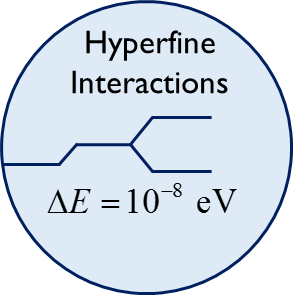 Hyperfine
Interactions
ΔE = 10⁻⁸ eV